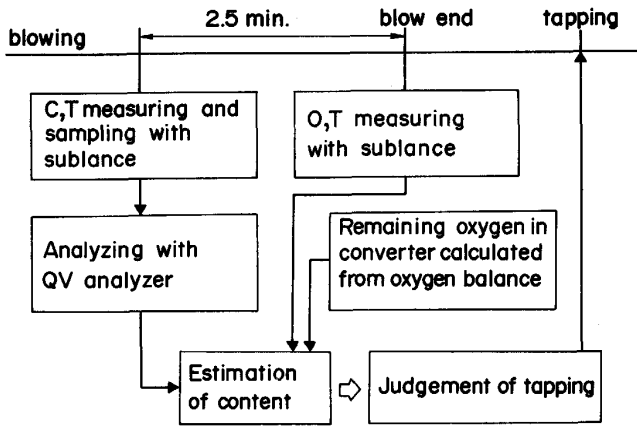 blowing
2.5 min.
blow end
tapping
C,T measuring and
sampling with
sublance
O,T measuring
with sublance
Analyzing with
QV analyzer
Remaining oxygen in
converter calculated
from oxygen balance
Estimation
of content
Judgement of tapping